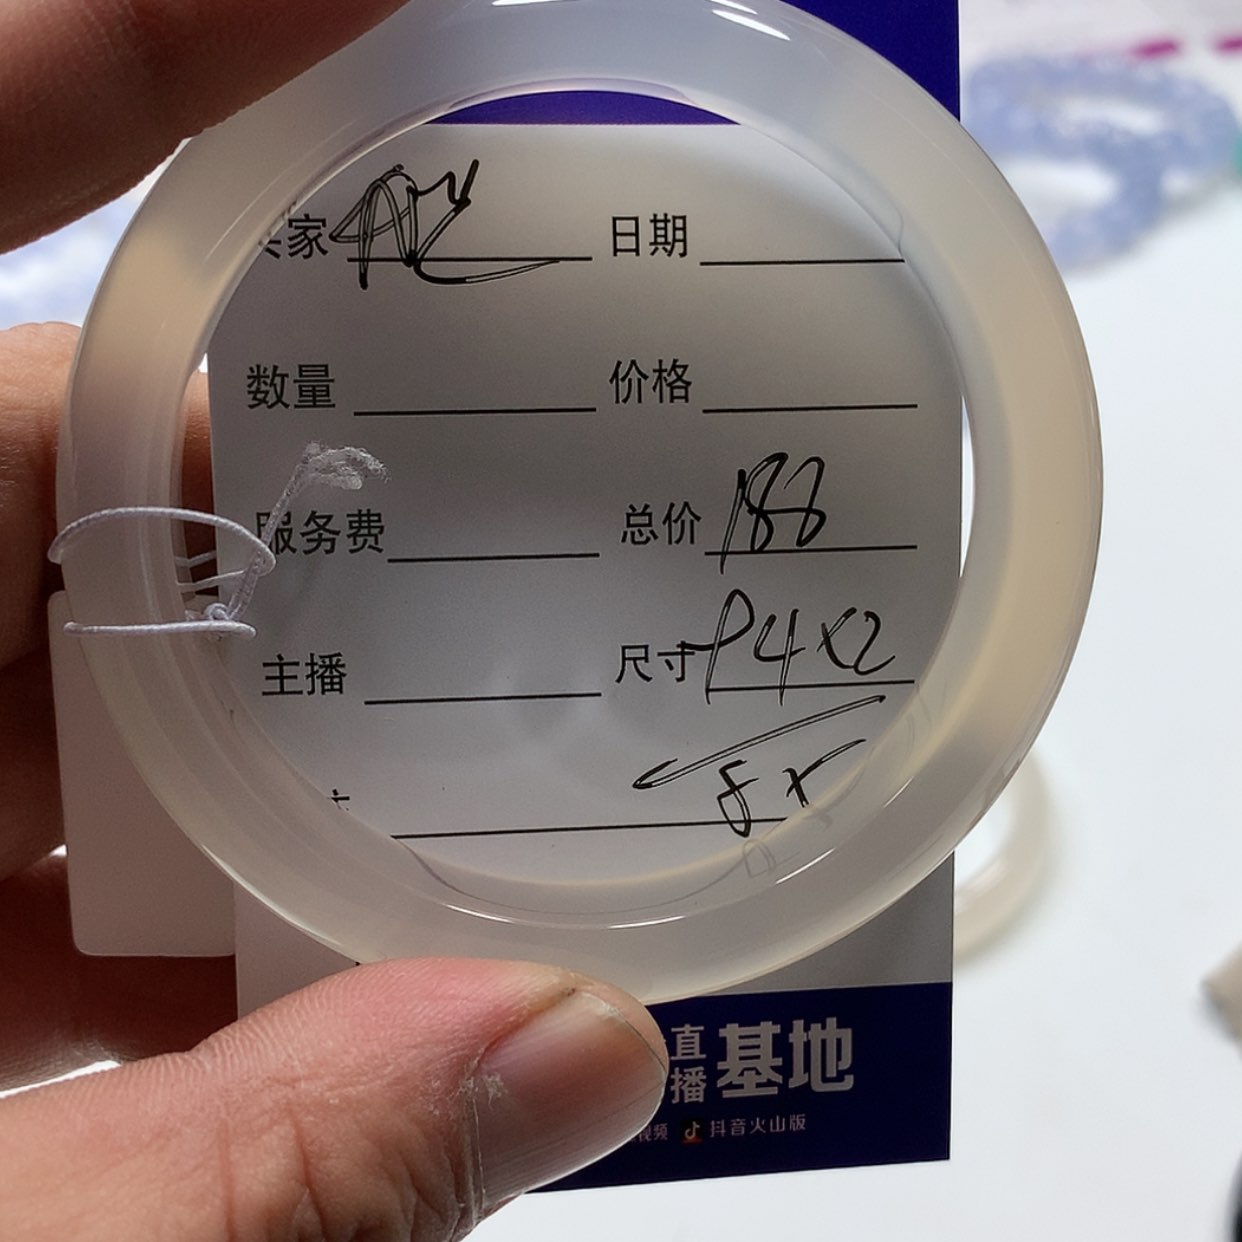 家 日期
数量 价格
服务费 总价 188
主播 尺寸
直播 基地
视频 抖音火山版